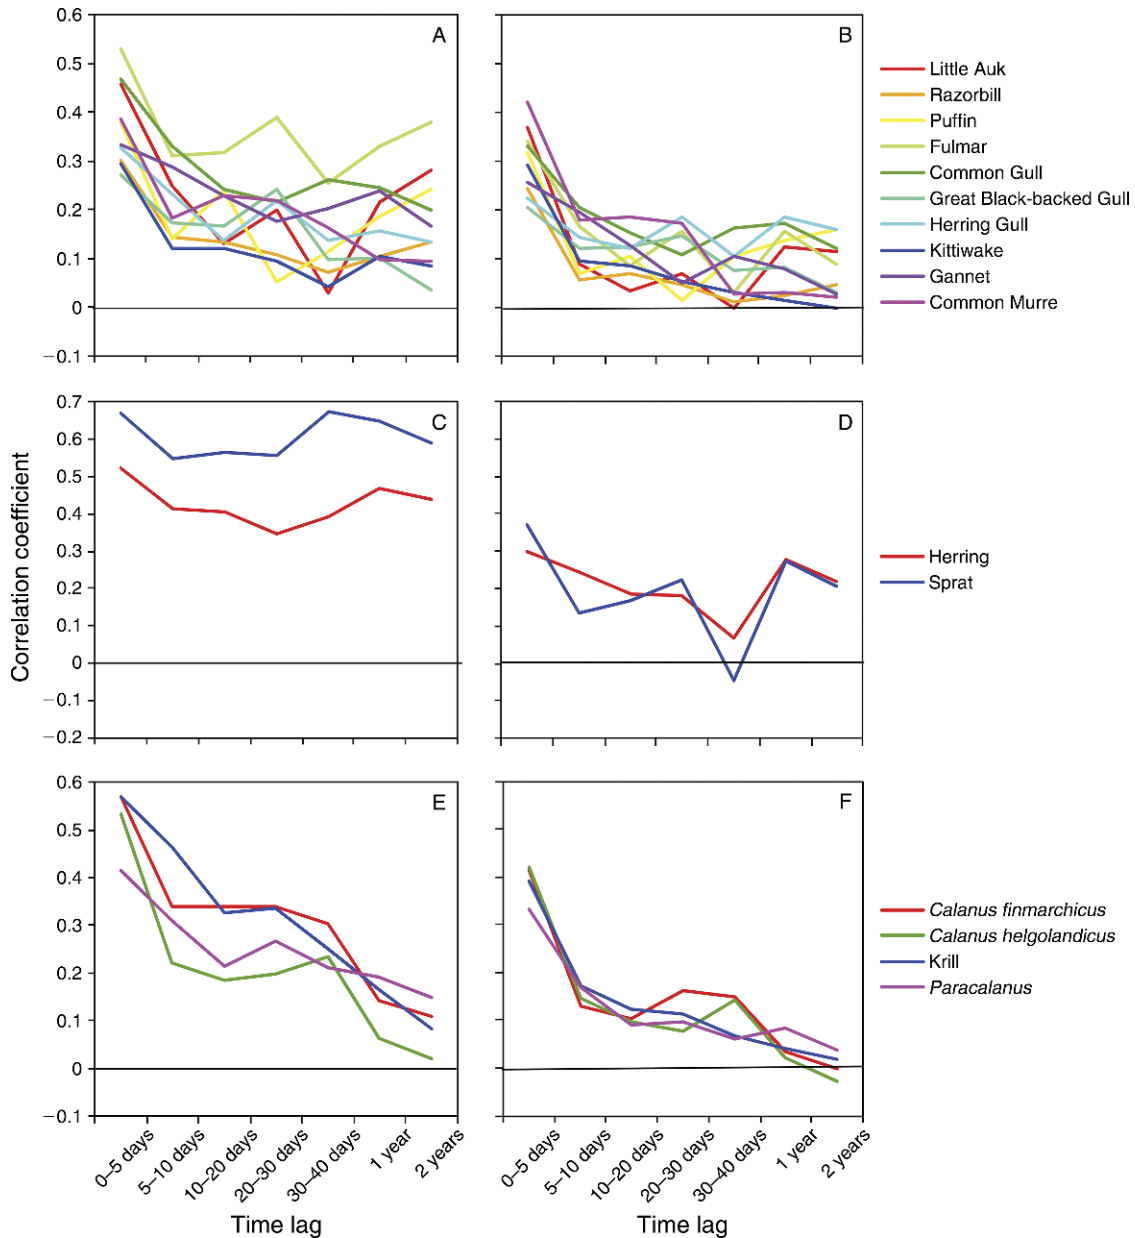 0.6
0.5
0.4
0.3
0.2
0.1
0
−0.1
A
B
Little Auk
Razorbill
Puffin
Fulmar
Common Gull
Great Black-backed Gull
Herring Gull
Kittiwake
Gannet
Common Murre
Correlation coefficient
0.7
0.6
0.5
0.4
0.3
0.2
0.1
0
−0.1
−0.2
C
D
Herring
Sprat
0.6
0.5
0.4
0.3
0.2
0.1
0
−0.1
E
F
Calanus finmarchicus
Calanus helgolandicus
Krill
Paracalanus
0–5 days
5–10 days
10–20 days
20–30 days
30–40 days
1 year
2 years
Time lag
0–5 days
5–10 days
10–20 days
20–30 days
30–40 days
1 year
2 years
Time lag